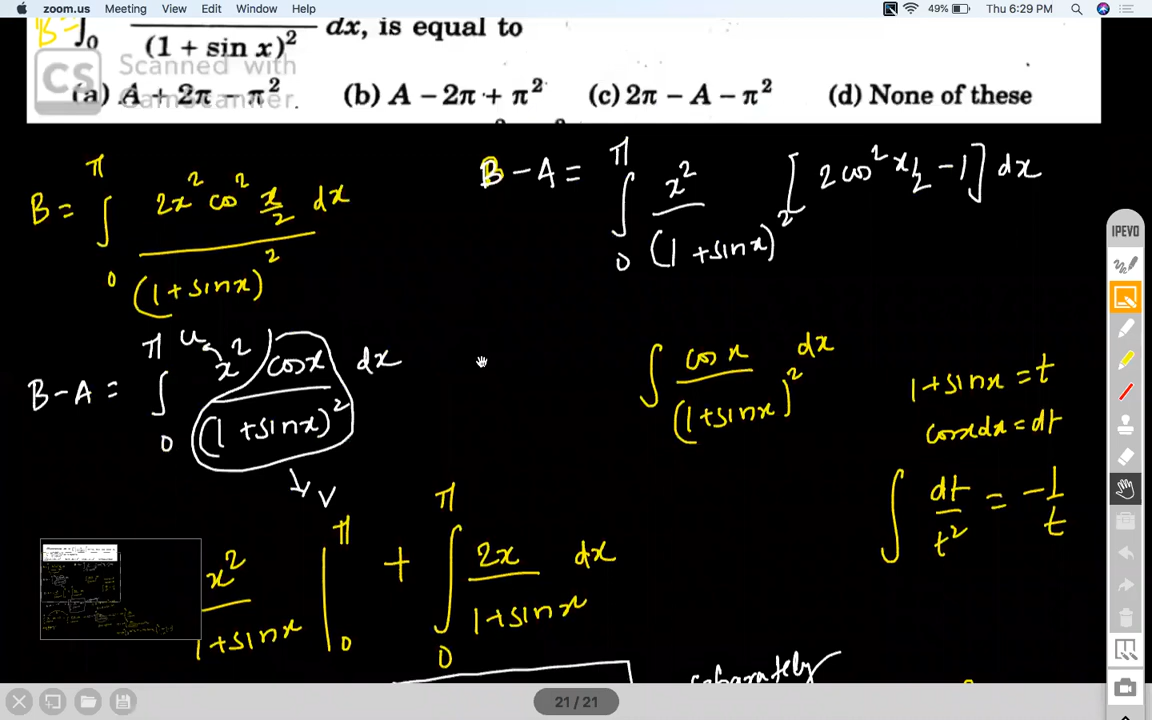 zoom.us Meeting View Edit Window Help 49% Thu 6:29 PM
B = ∫₀ / (1 + sin x)² dx, is equal to
Scanned with
CS CamScanner
(a) A + 2π − π² (b) A − 2π + π² (c) 2π − A − π² (d) None of these
B = ∫₀^π 2x² cos² x/2 dx / (1 + sinx)²
B − A = ∫₀^π x² / (1 + sinx)² [2cos² x/2 − 1] dx
B − A = ∫₀^π x² cosx / (1 + sinx)² dx
u
v
∫ cosx / (1 + sinx)² dx
1 + sinx = t
cosxdx = dt
∫ dt / t² = −1/t
x² / 1 + sinx |₀^π + ∫₀^π 2x / 1 + sinx dx
separately
IPEVO
21 / 21